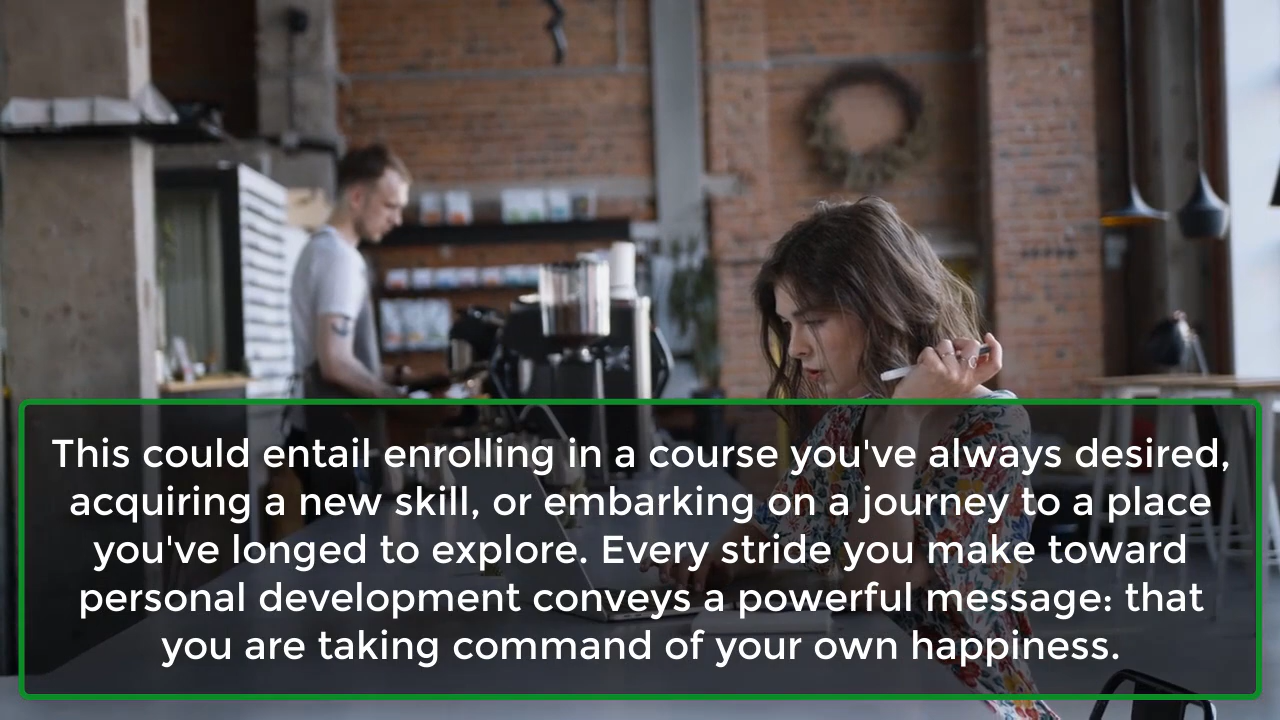 This could entail enrolling in a course you've always desired,
acquiring a new skill, or embarking on a journey to a place
you've longed to explore. Every stride you make toward
personal development conveys a powerful message: that
you are taking command of your own happiness.